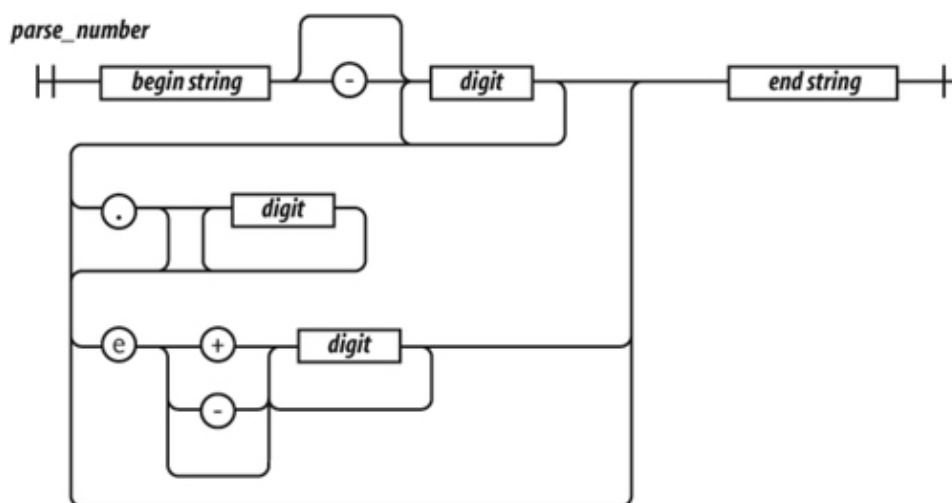 parse_number
begin string - digit end string
. digit
e + digit
-